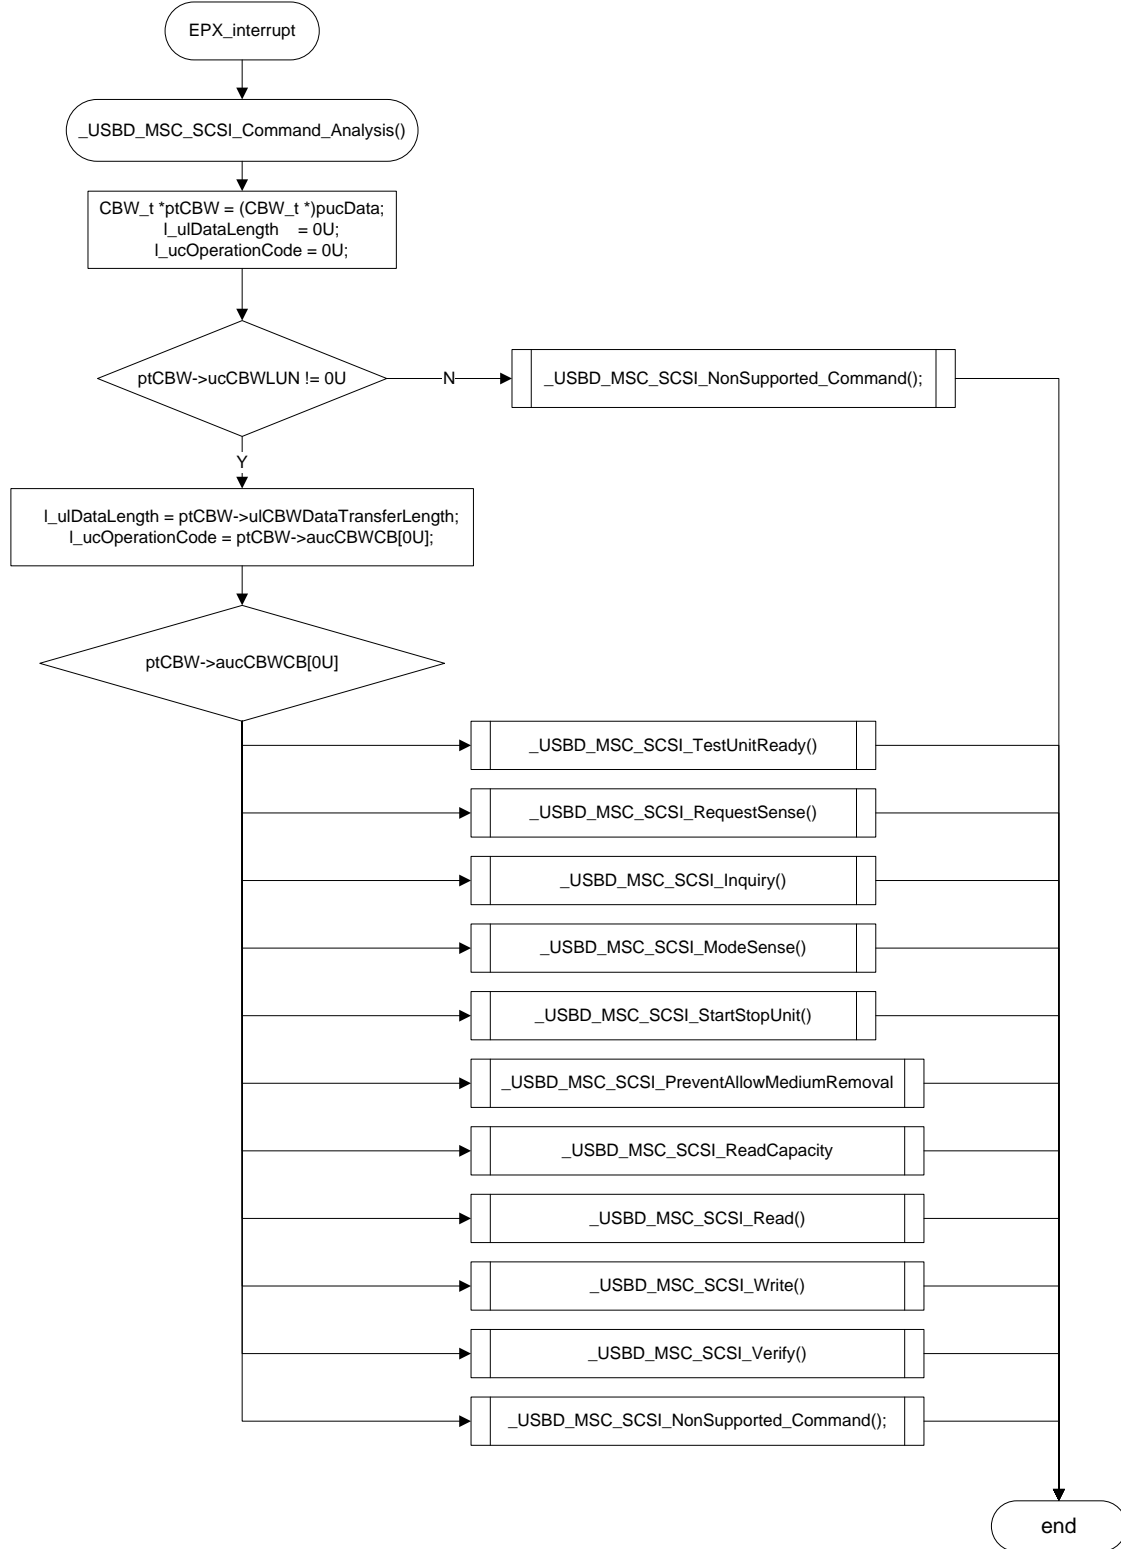 EPX_interrupt
_USBD_MSC_SCSI_Command_Analysis()
CBW_t *ptCBW = (CBW_t *)pucData;
l_ulDataLength = 0U;
l_ucOperationCode = 0U;
ptCBW->ucCBWLUN != 0U
N
_USBD_MSC_SCSI_NonSupported_Command();
Y
l_ulDataLength = ptCBW->ulCBWDataTransferLength;
l_ucOperationCode = ptCBW->aucCBWCB[0U];
ptCBW->aucCBWCB[0U]
_USBD_MSC_SCSI_TestUnitReady()
_USBD_MSC_SCSI_RequestSense()
_USBD_MSC_SCSI_Inquiry()
_USBD_MSC_SCSI_ModeSense()
_USBD_MSC_SCSI_StartStopUnit()
_USBD_MSC_SCSI_PreventAllowMediumRemoval
_USBD_MSC_SCSI_ReadCapacity
_USBD_MSC_SCSI_Read()
_USBD_MSC_SCSI_Write()
_USBD_MSC_SCSI_Verify()
_USBD_MSC_SCSI_NonSupported_Command();
end